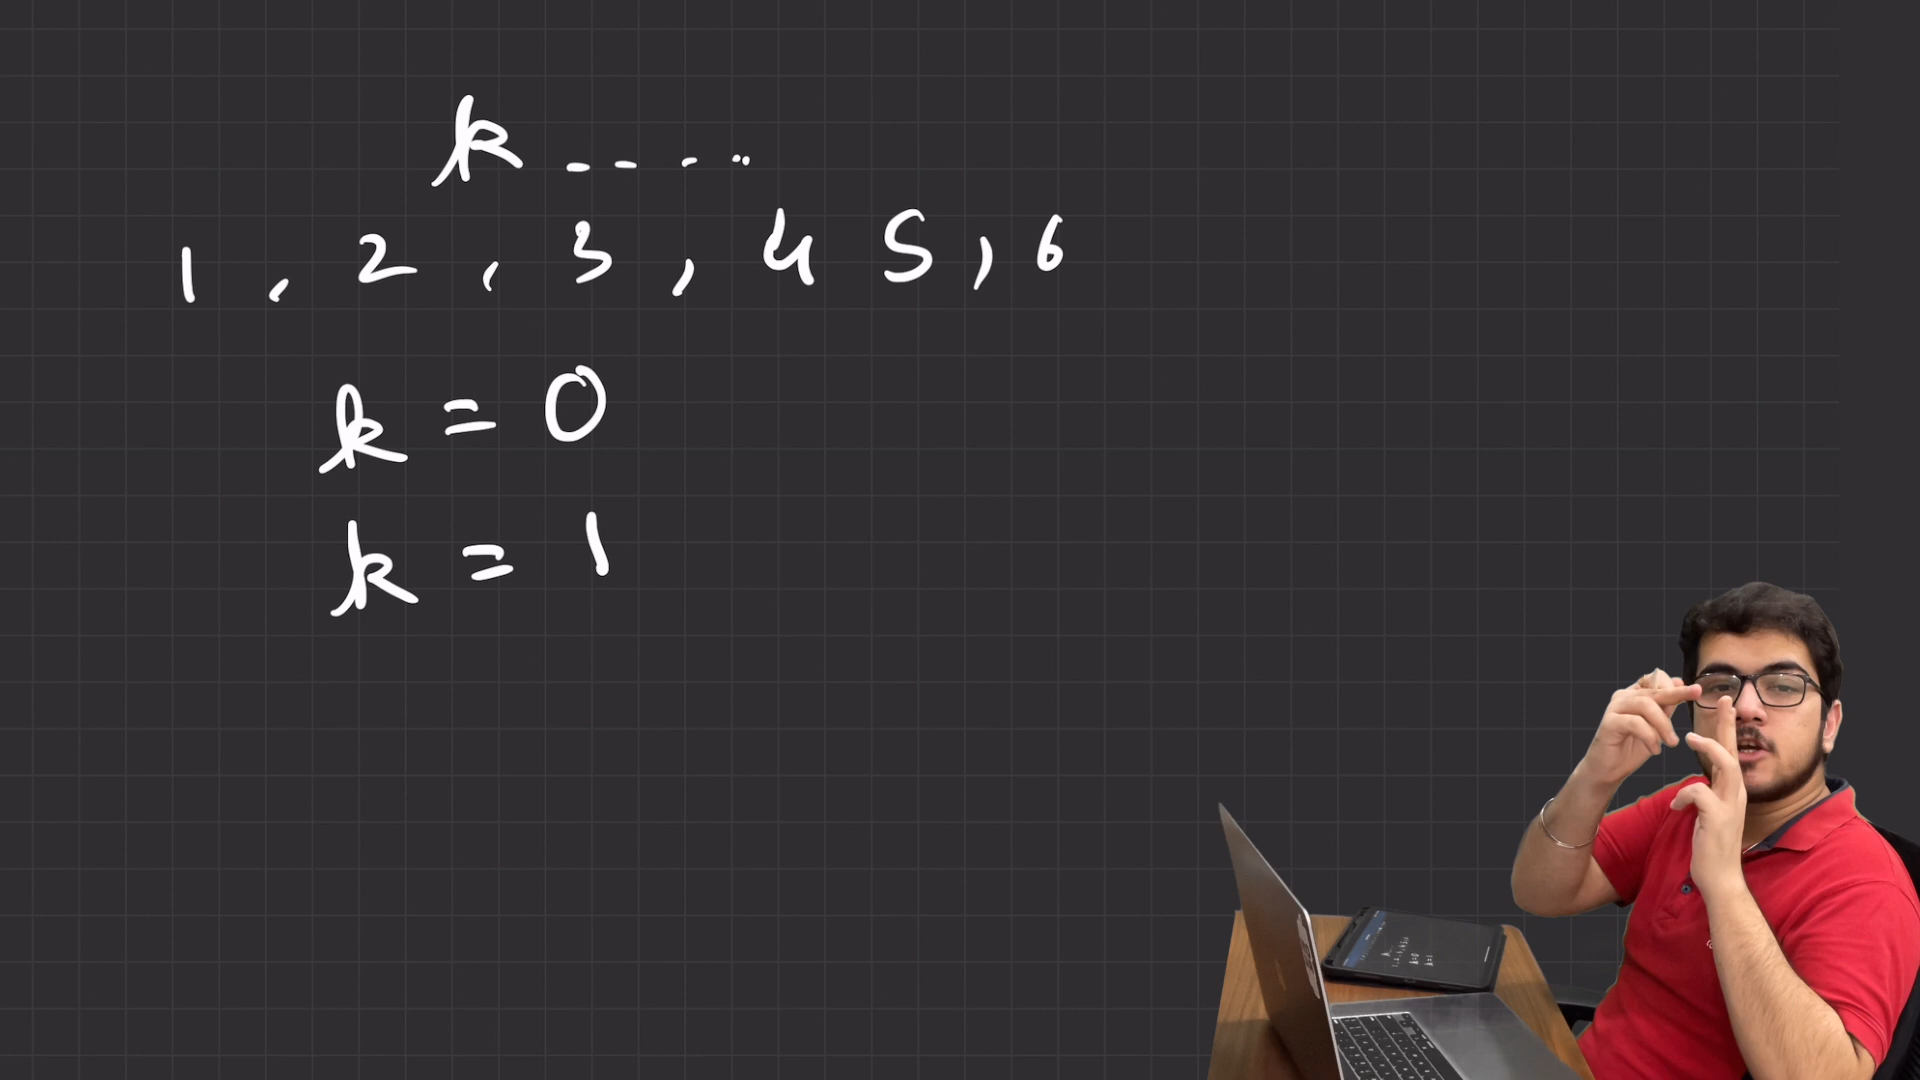 k - - - ..
1 , 2 , 3 , 4 5 , 6
k = 0
k = 1